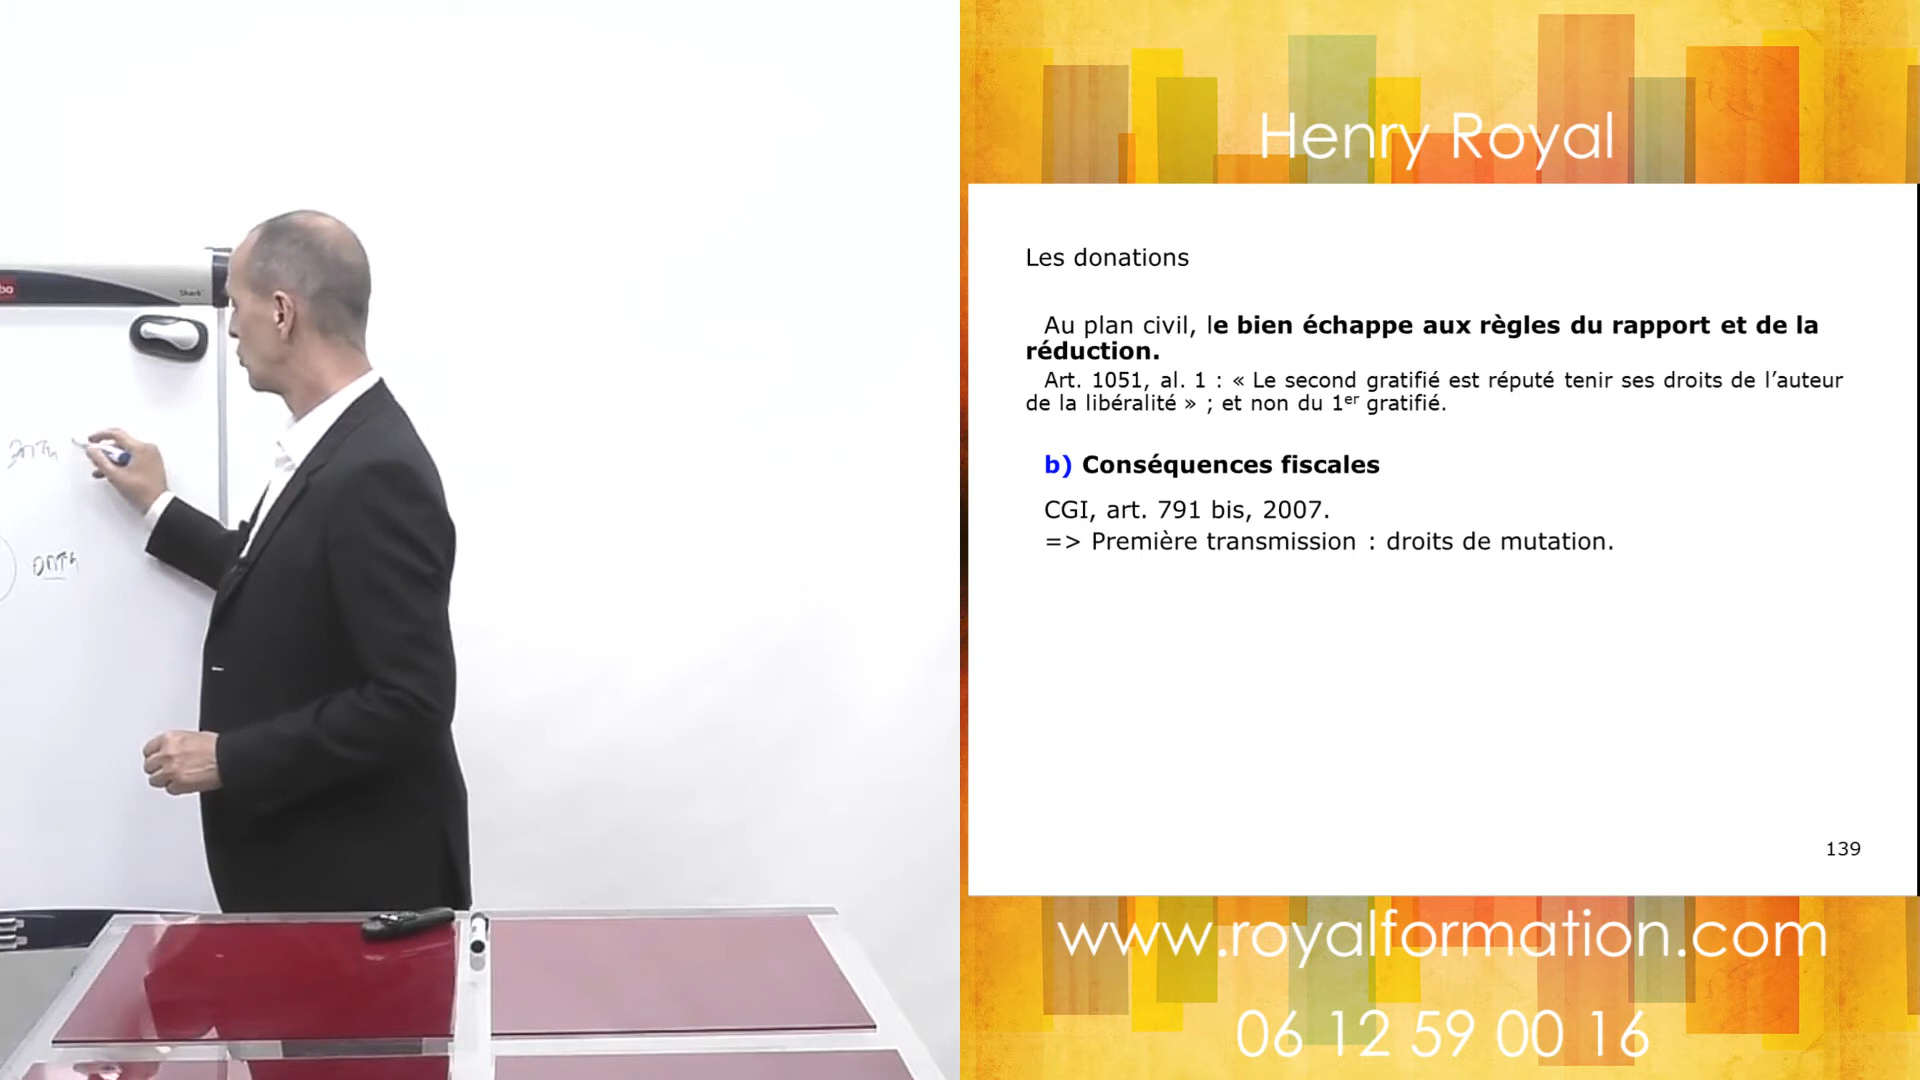 Henry Royal
Les donations
Au plan civil, le bien échappe aux règles du rapport et de la
réduction.
Art. 1051, al. 1 : « Le second gratifié est réputé tenir ses droits de l’auteur
de la libéralité » ; et non du 1er gratifié.
b) Conséquences fiscales
CGI, art. 791 bis, 2007.
=> Première transmission : droits de mutation.
139
www.royalformation.com
06 12 59 00 16